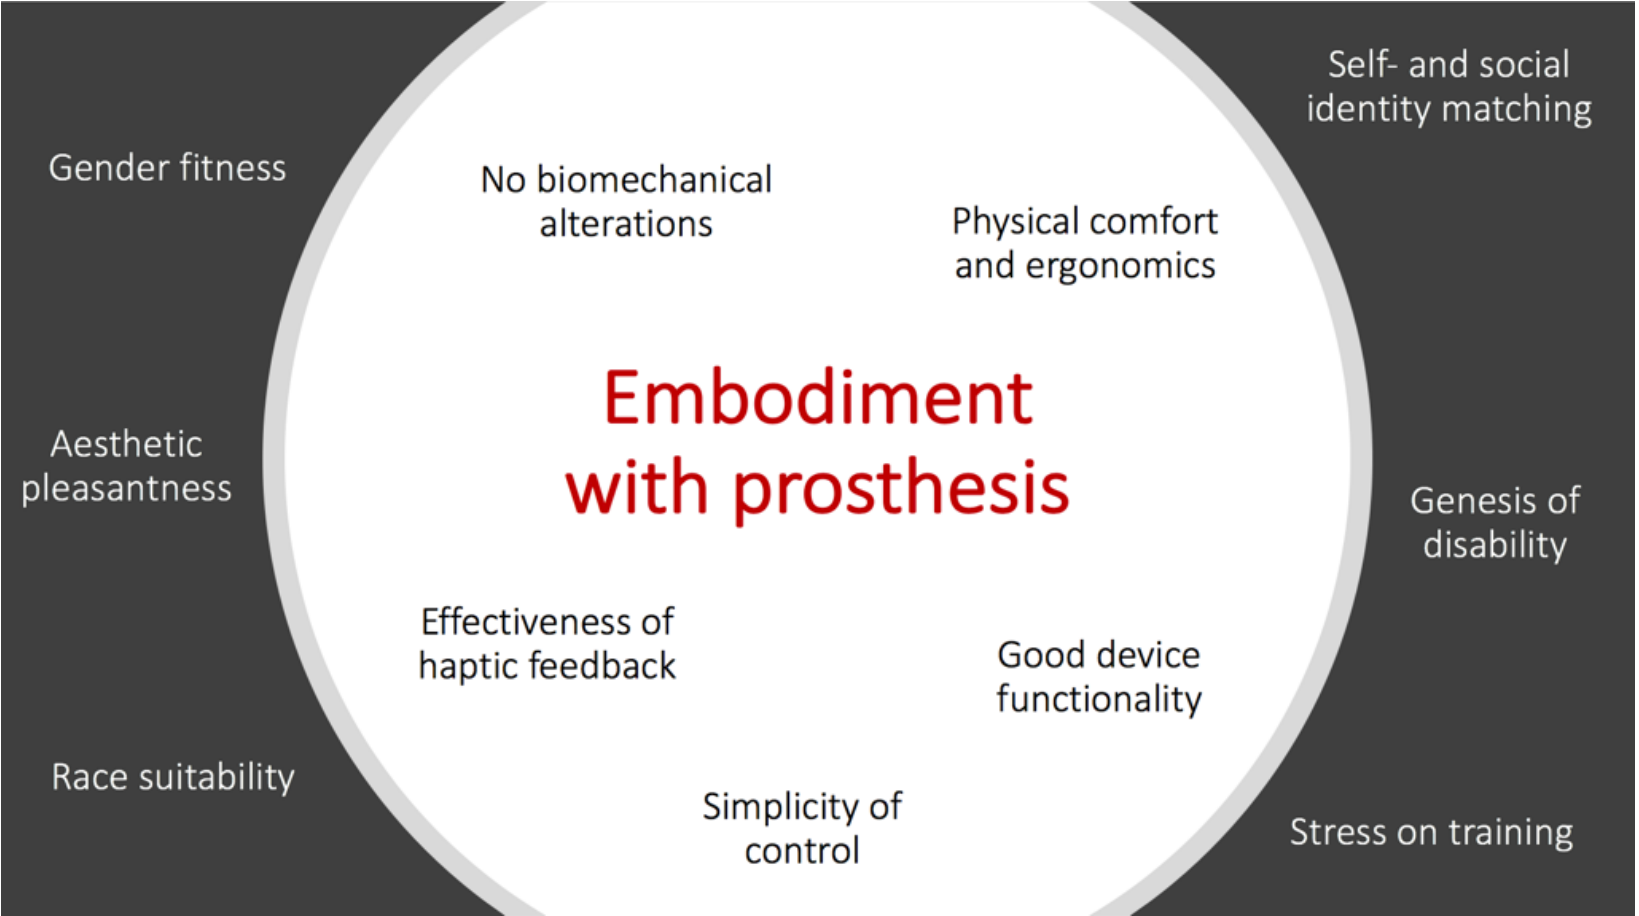 Self- and social
identity matching
Gender fitness
No biomechanical
alterations
Physical comfort
and ergonomics
Embodiment
with prosthesis
Aesthetic
pleasantness
Genesis of
disability
Effectiveness of
haptic feedback
Good device
functionality
Race suitability
Simplicity of
control
Stress on training